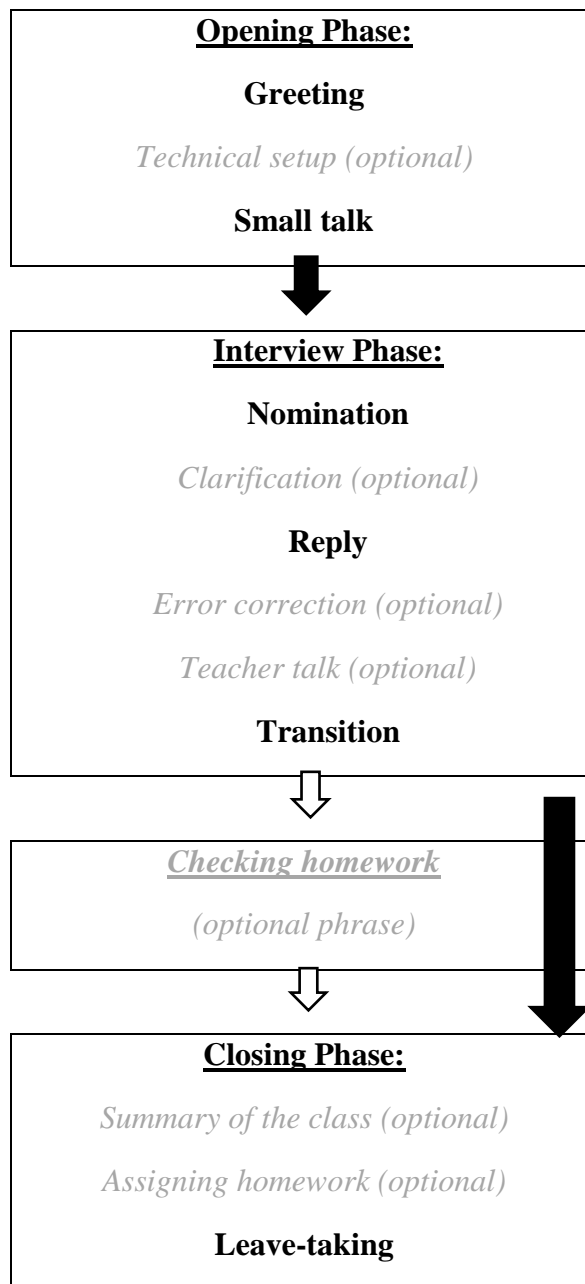 Opening Phase:
Greeting
Technical setup (optional)
Small talk
Interview Phase:
Nomination
Clarification (optional)
Reply
Error correction (optional)
Teacher talk (optional)
Transition
Checking homework
(optional phrase)
Closing Phase:
Summary of the class (optional)
Assigning homework (optional)
Leave-taking